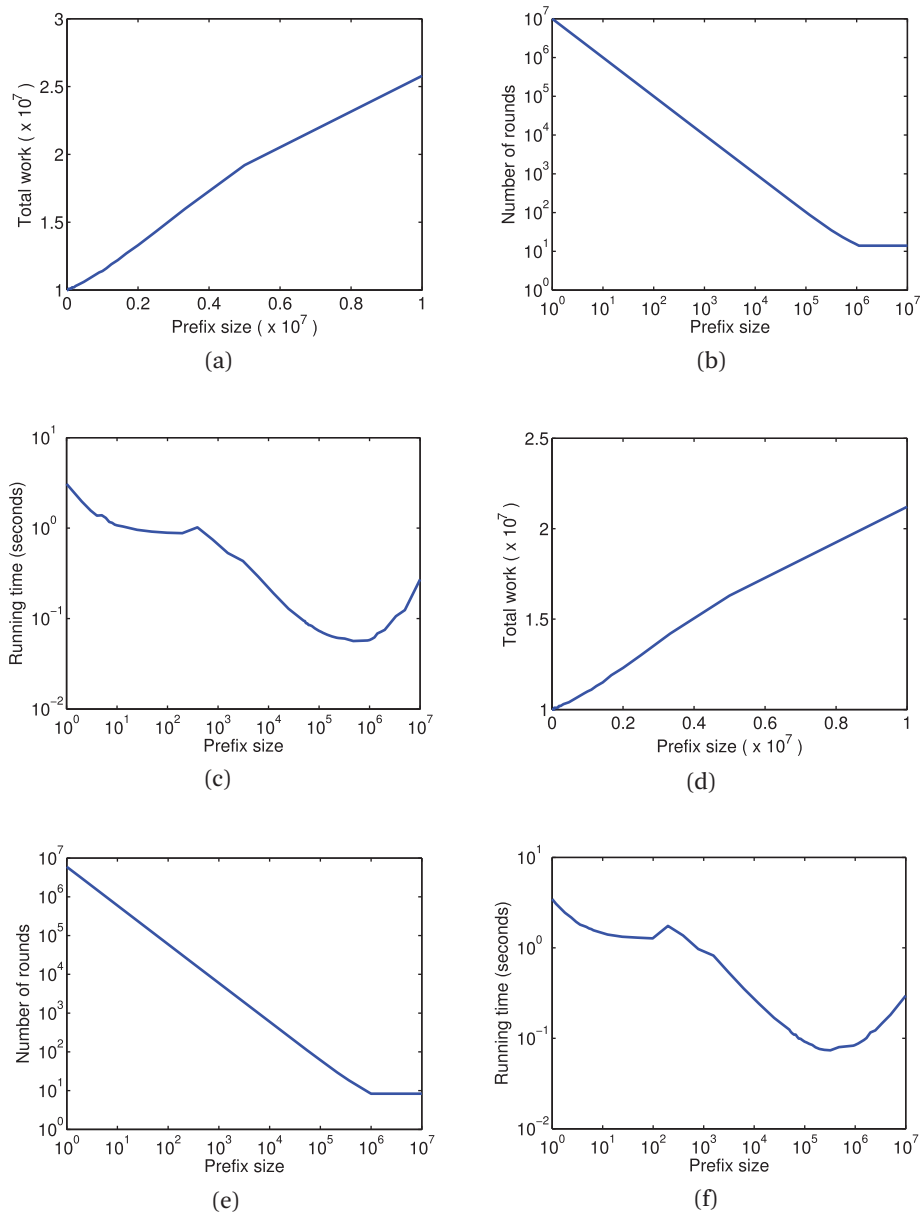 3
2.5
2
1.5
1
Total work ( x 10^7 )
0 0.2 0.4 0.6 0.8 1
Prefix size ( x 10^7 )
(a)
10^7
10^6
10^5
10^4
10^3
10^2
10^1
10^0
Number of rounds
10^0 10^1 10^2 10^3 10^4 10^5 10^6 10^7
Prefix size
(b)
10^1
10^0
10^-1
10^-2
Running time (seconds)
10^0 10^1 10^2 10^3 10^4 10^5 10^6 10^7
Prefix size
(c)
2.5
2
1.5
1
Total work ( x 10^7 )
0 0.2 0.4 0.6 0.8 1
Prefix size ( x 10^7 )
(d)
10^7
10^6
10^5
10^4
10^3
10^2
10^1
10^0
Number of rounds
10^0 10^1 10^2 10^3 10^4 10^5 10^6 10^7
Prefix size
(e)
10^1
10^0
10^-1
10^-2
Running time (seconds)
10^0 10^1 10^2 10^3 10^4 10^5 10^6 10^7
Prefix size
(f)